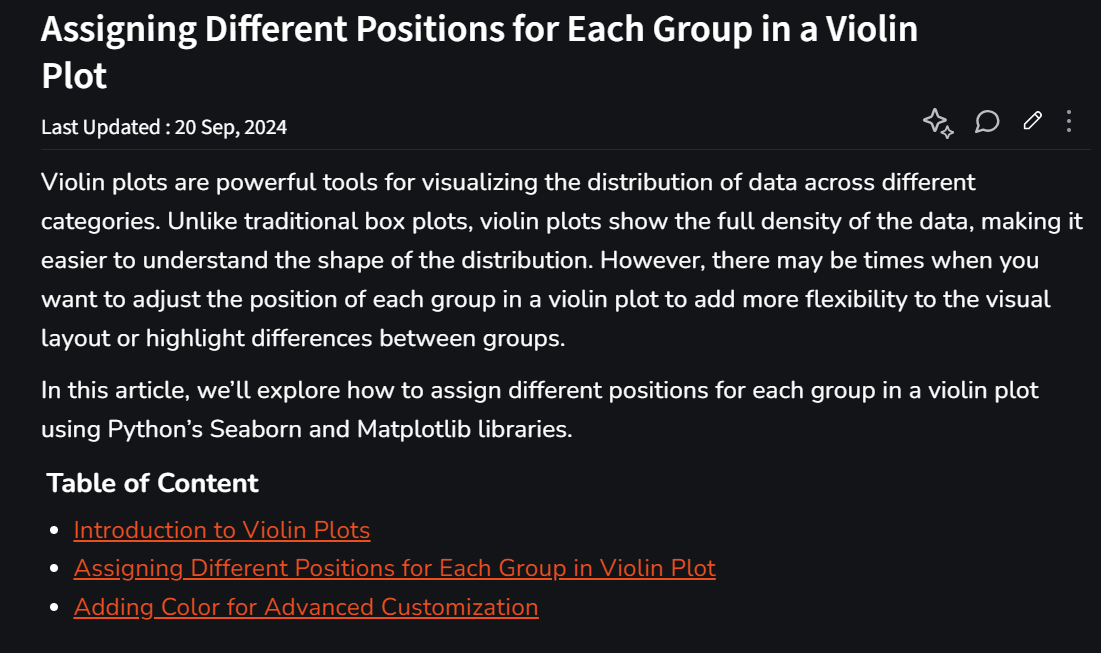 Assigning Different Positions for Each Group in a Violin
Plot
Last Updated : 20 Sep, 2024
Violin plots are powerful tools for visualizing the distribution of data across different
categories. Unlike traditional box plots, violin plots show the full density of the data, making it
easier to understand the shape of the distribution. However, there may be times when you
want to adjust the position of each group in a violin plot to add more flexibility to the visual
layout or highlight differences between groups.
In this article, we’ll explore how to assign different positions for each group in a violin plot
using Python’s Seaborn and Matplotlib libraries.
Table of Content
Introduction to Violin Plots
Assigning Different Positions for Each Group in Violin Plot
Adding Color for Advanced Customization